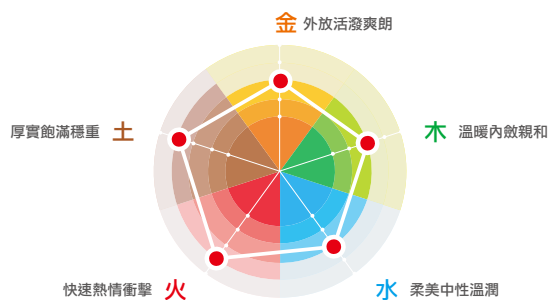 金 外放活潑爽朗
厚實飽滿穩重 土
木 溫暖內斂親和
快速熱情衝擊 火
水 柔美中性溫潤